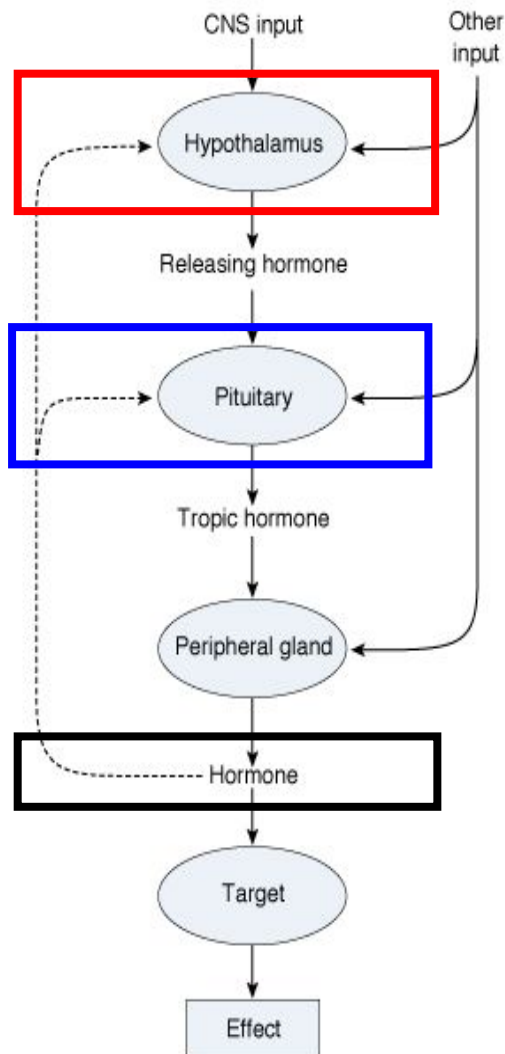 CNS input
Other
input
Hypothalamus
Releasing hormone
Pituitary
Tropic hormone
Peripheral gland
Hormone
Target
Effect